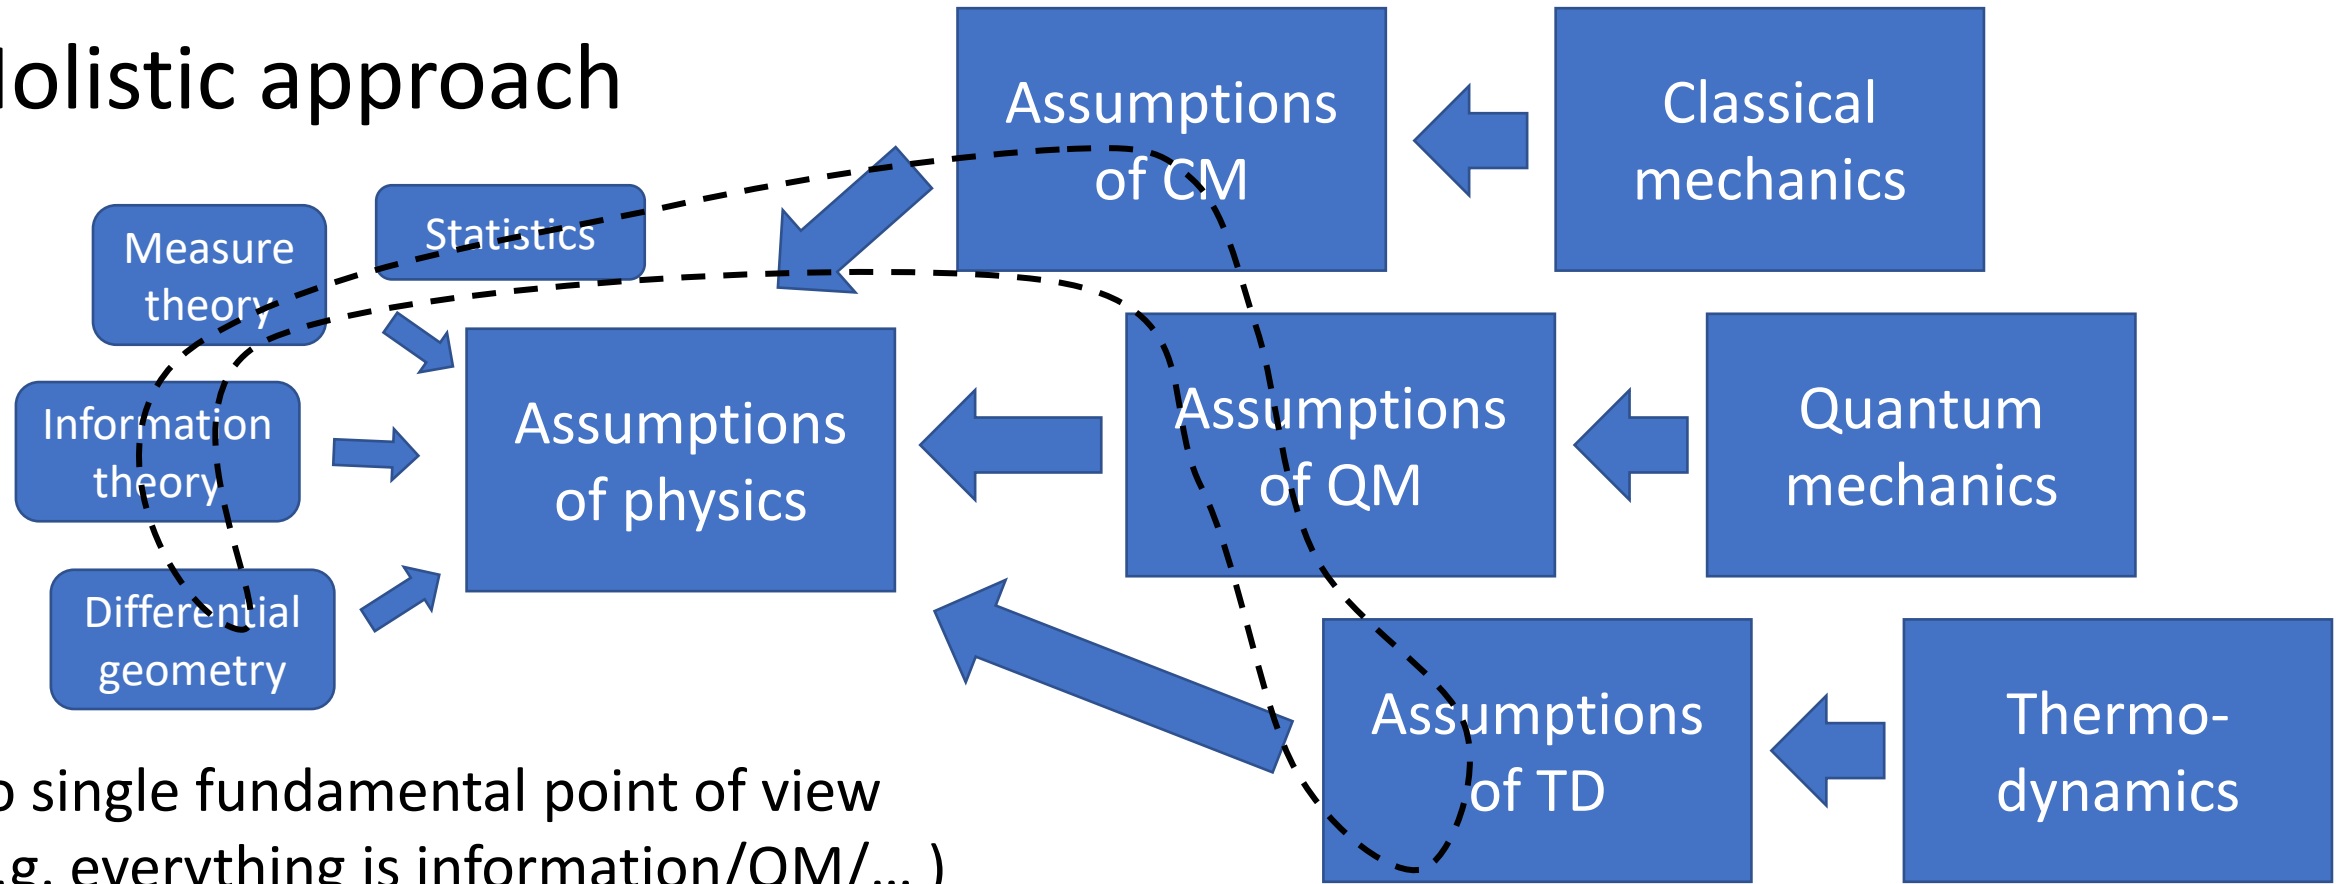 Holistic approach
Assumptions
of CM
Classical
mechanics
Statistics
Measure
theory
Information
theory
Differential
geometry
Assumptions
of physics
Assumptions
of QM
Quantum
mechanics
Assumptions
of TD
Thermo-
dynamics
o single fundamental point of view
.g. everything is information/QM/... )